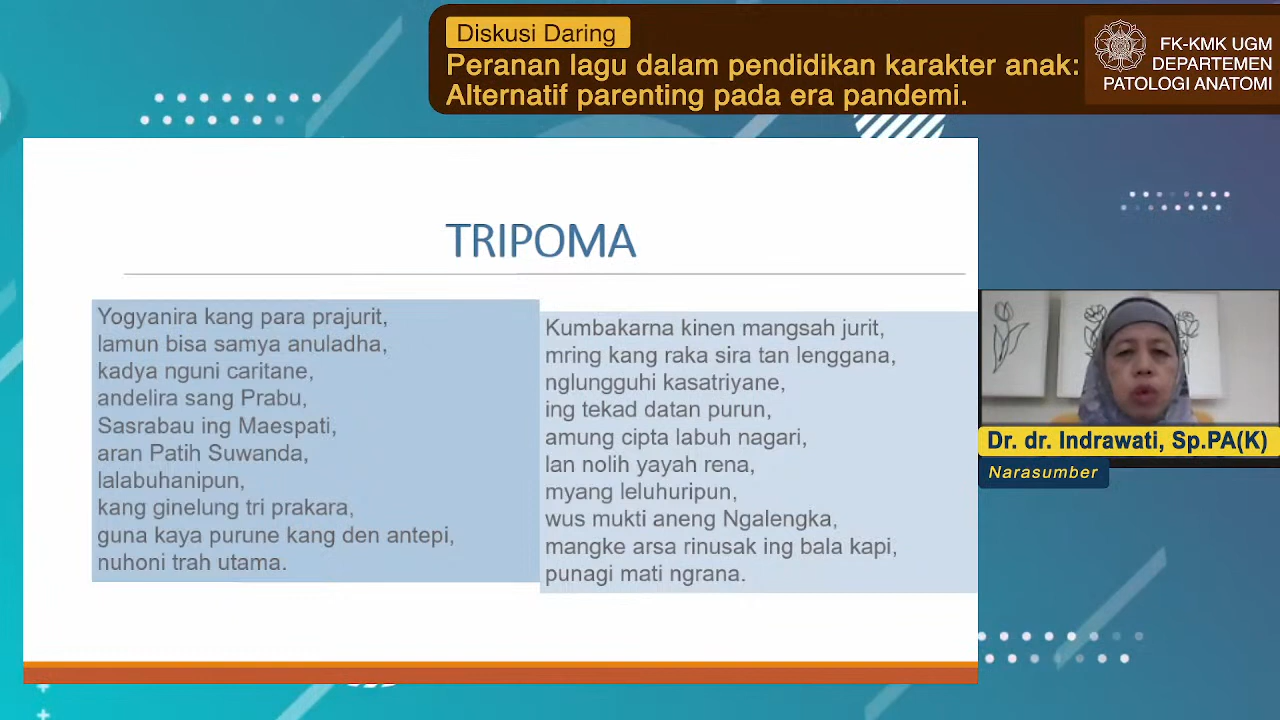 Diskusi Daring
Peranan lagu dalam pendidikan karakter anak:
Alternatif parenting pada era pandemi.
FK-KMK UGM
DEPARTEMEN
PATOLOGI ANATOMI
TRIPOMA
Yogyanira kang para prajurit,
lamun bisa samya anuladha,
kadya nguni caritane,
andelira sang Prabu,
Sasrabau ing Maespati,
aran Patih Suwanda,
lalabuhanipun,
kang ginelung tri prakara,
guna kaya purune kang den antepi,
nuhoni trah utama.
Kumbakarna kinen mangsah jurit,
mring kang raka sira tan lenggana,
nglungguhi kasatriyane,
ing tekad datan purun,
amung cipta labuh nagari,
lan nolih yayah rena,
myang leluhuripun,
wus mukti aneng Ngalengka,
mangke arsa rinusak ing bala kapi,
punagi mati ngrana.
Dr. dr. Indrawati, Sp.PA(K)
Narasumber